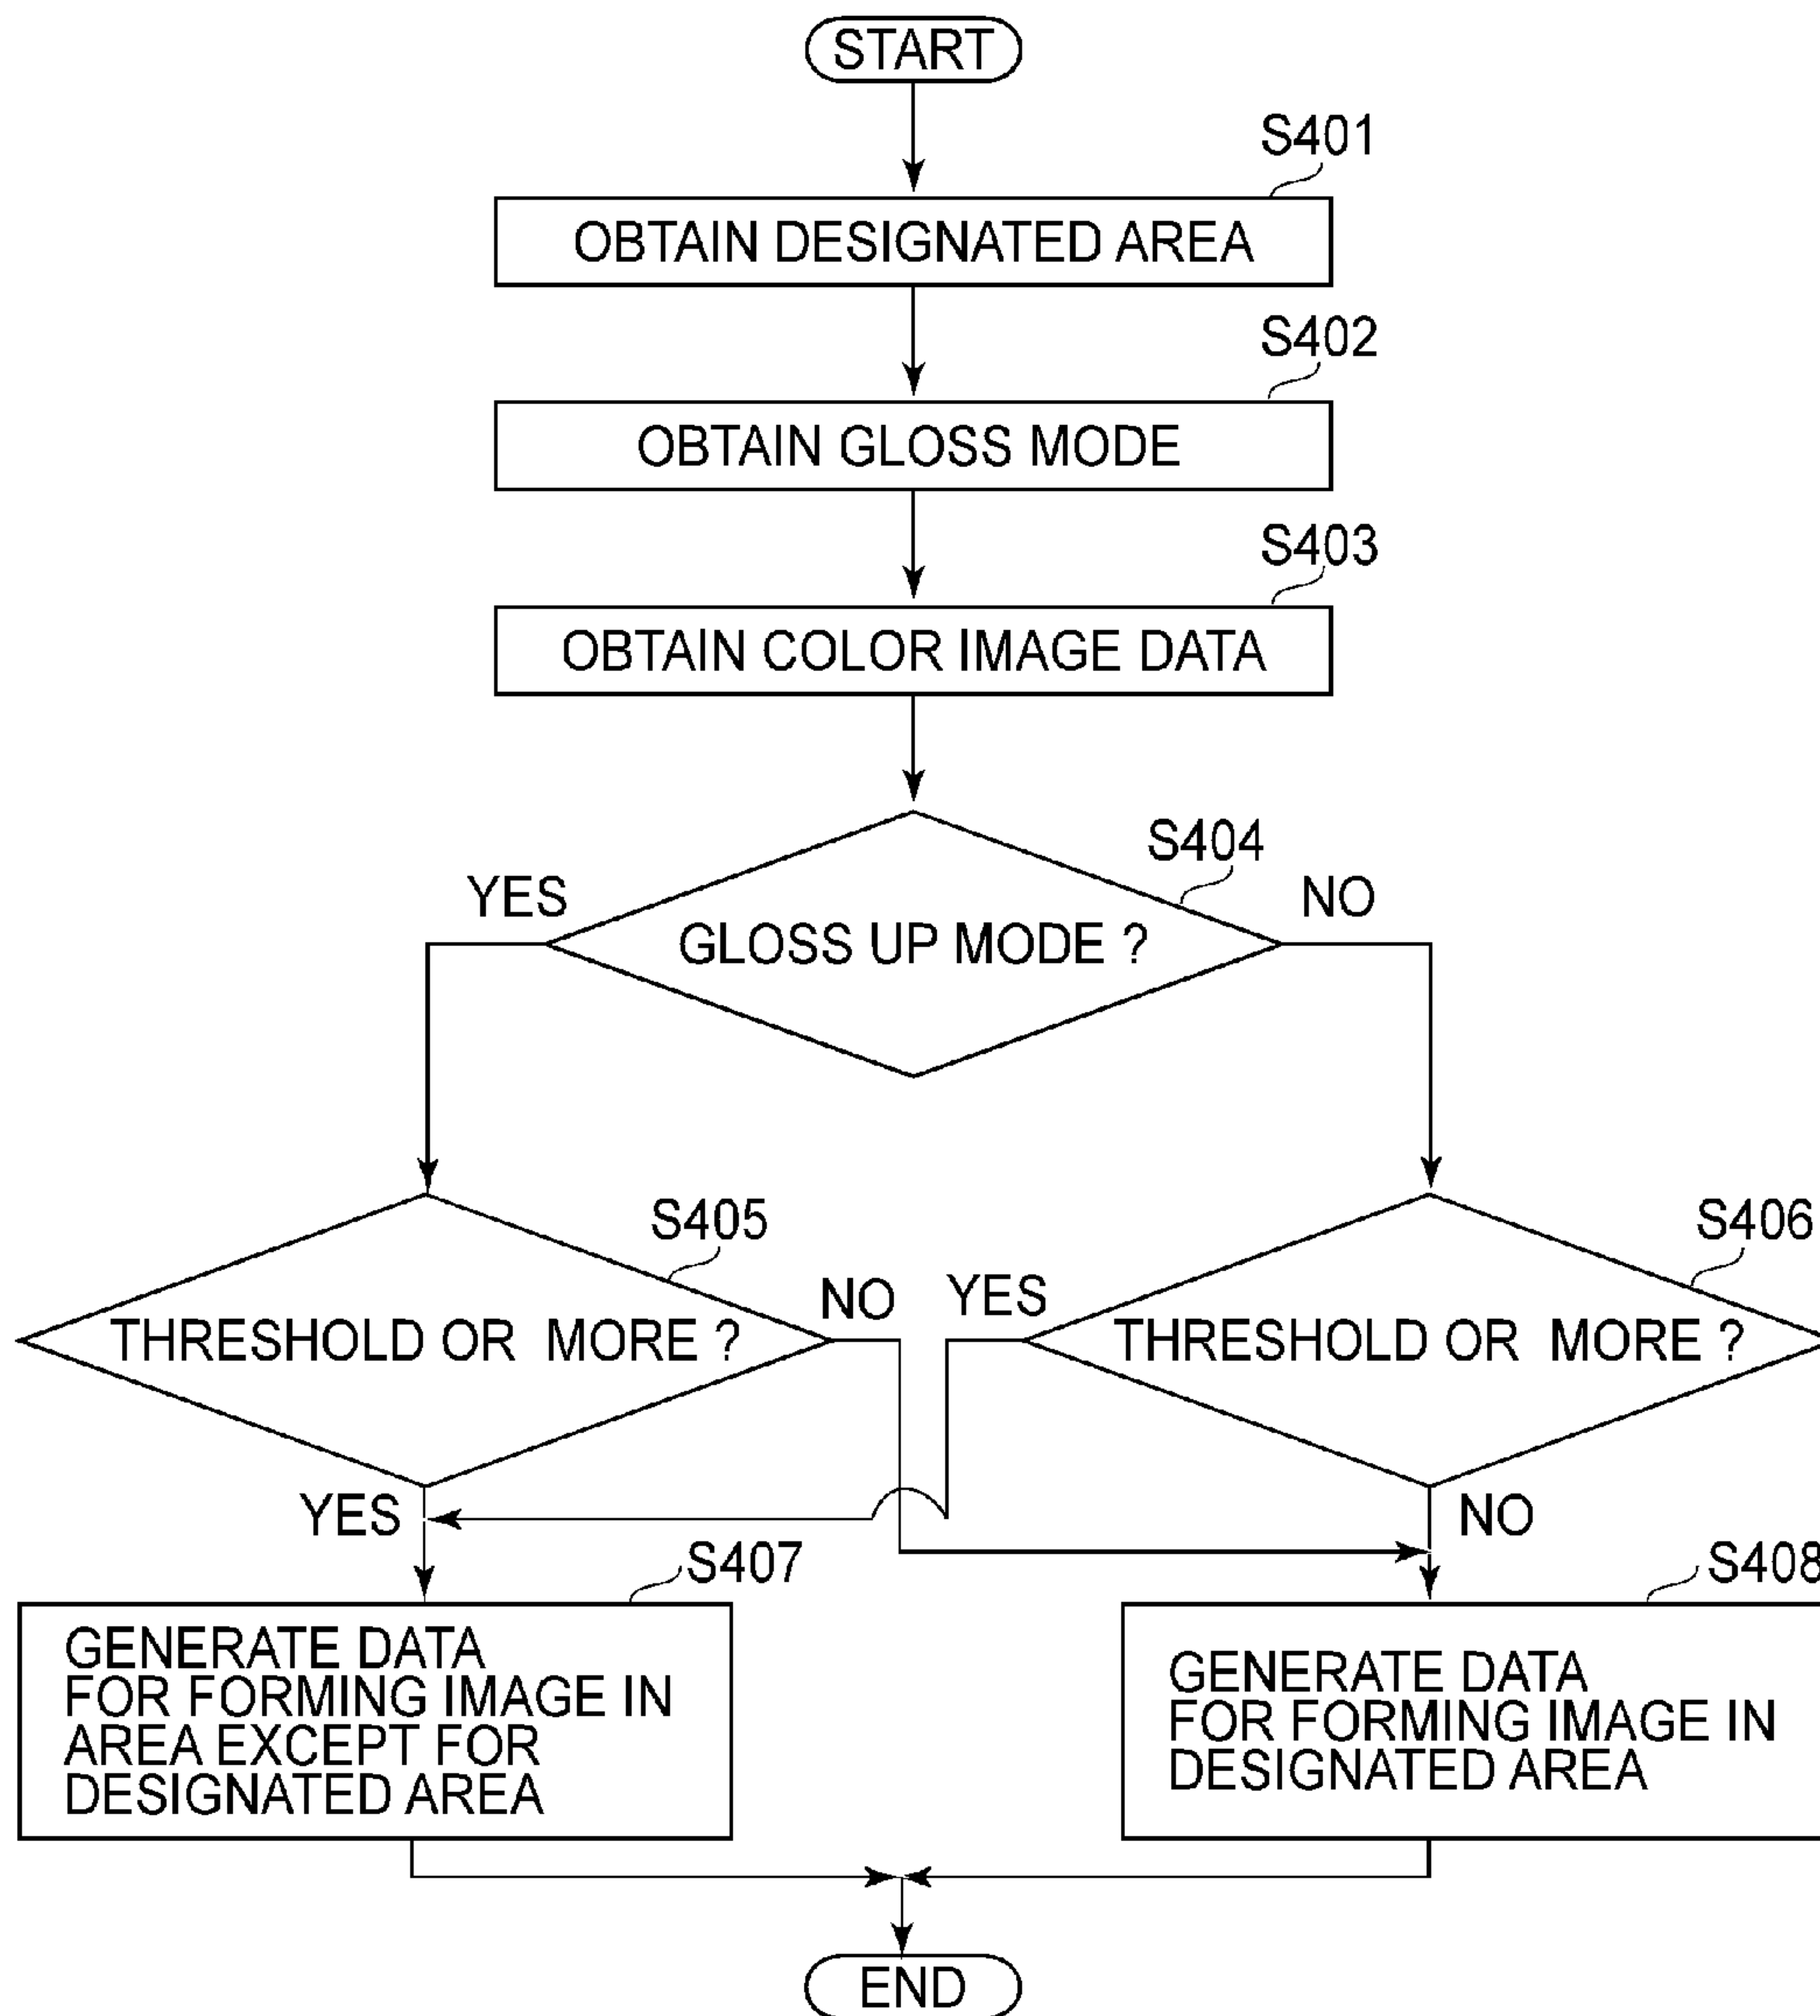 START
S401
OBTAIN DESIGNATED AREA
S402
OBTAIN GLOSS MODE
S403
OBTAIN COLOR IMAGE DATA
S404
YES
NO
GLOSS UP MODE ?
S405
S406
NO
YES
THRESHOLD OR MORE ?
THRESHOLD OR MORE ?
YES
NO
S407
S408
GENERATE DATA
FOR FORMING IMAGE IN
AREA EXCEPT FOR
DESIGNATED AREA
GENERATE DATA
FOR FORMING IMAGE IN
DESIGNATED AREA
END